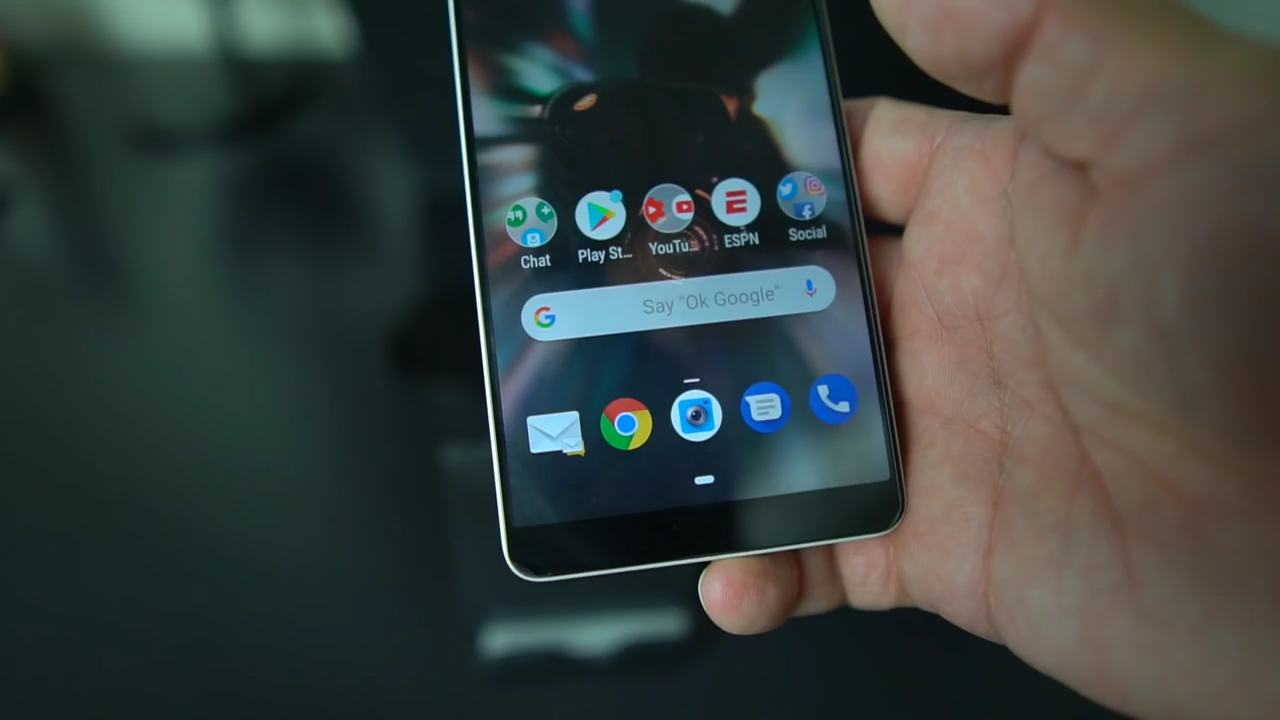 Chat
Play St...
YouTu...
ESPN
Social
Say "Ok Google"